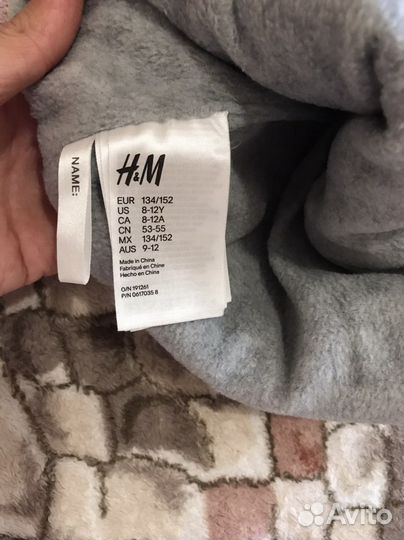 NAME:
H&M
EUR 134/152
US 8-12Y
CA 8-12A
CN 53-55
MX 134/152
AUS 9-12
Made in China
Fabriqué en Chine
Hecho en China
O/N 191261
P/N 0617035 8
Avito